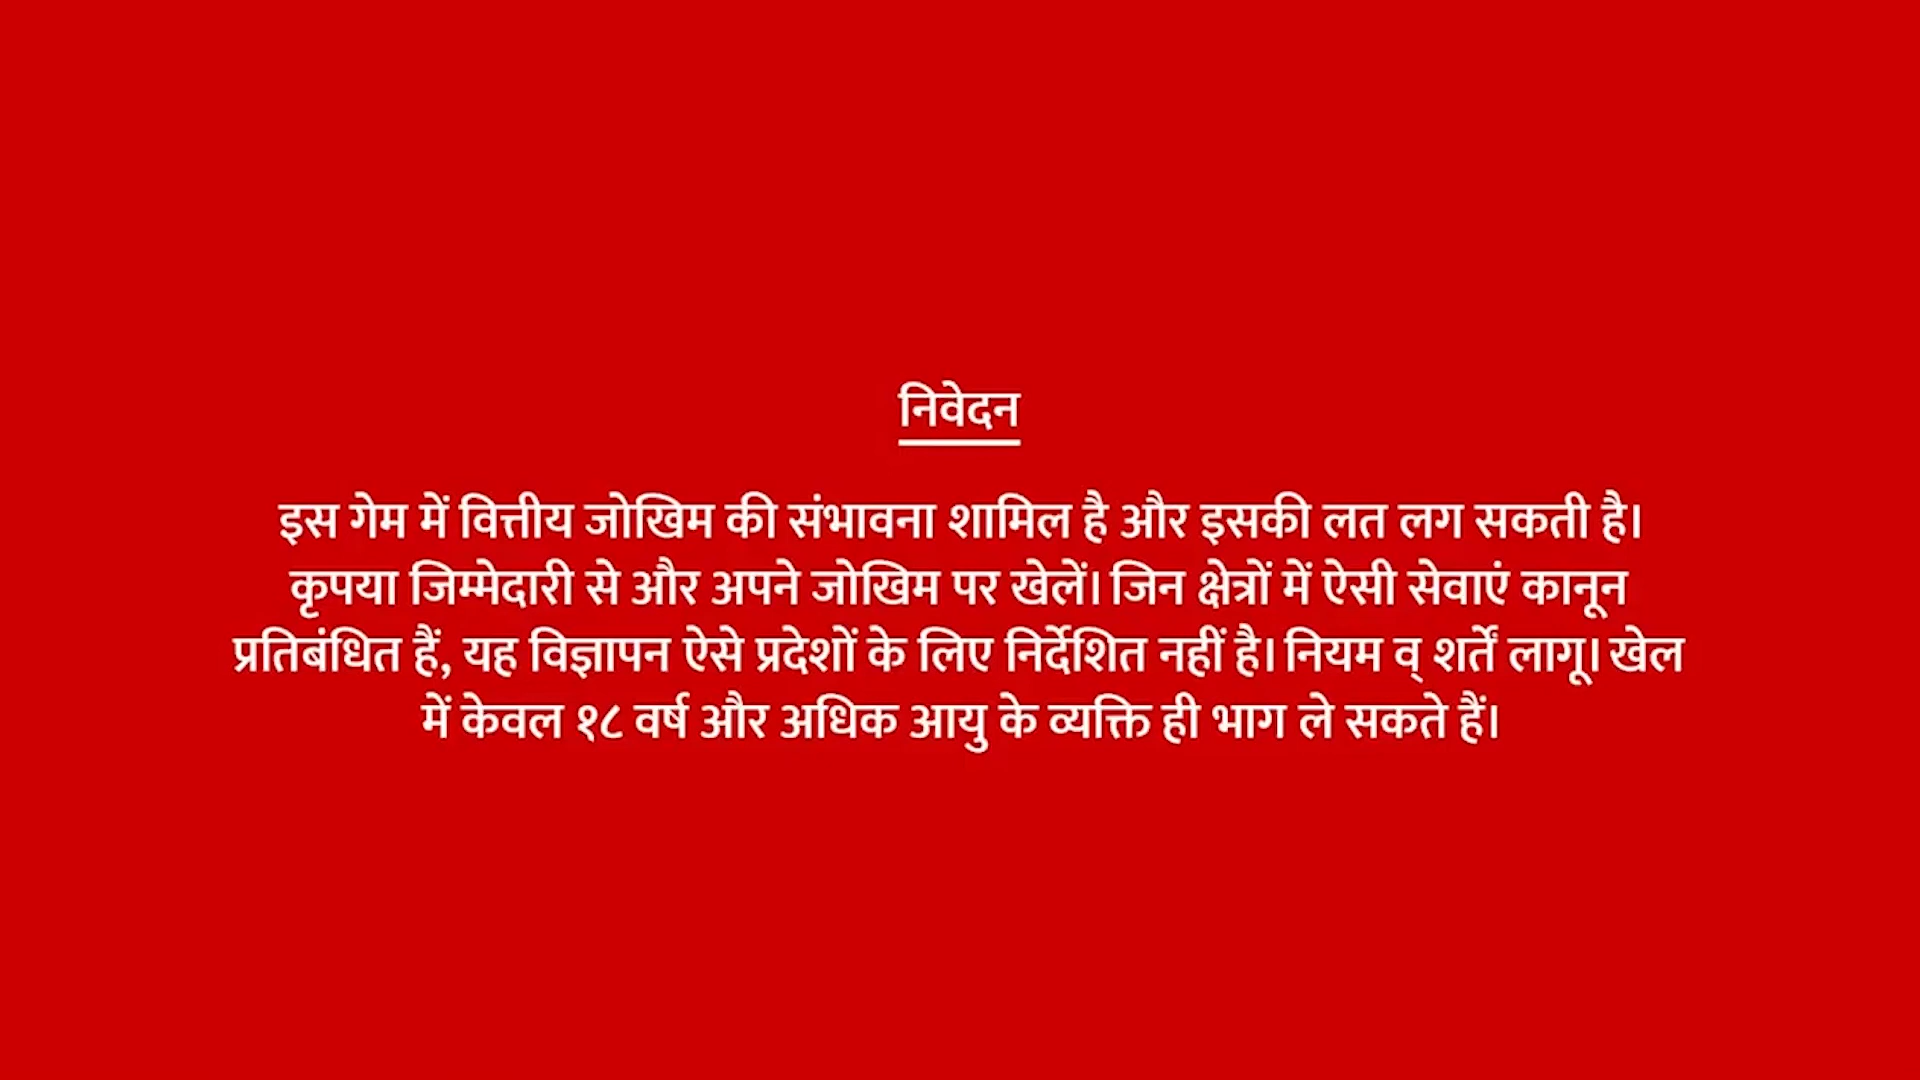 निवेदन
इस गेम में वित्तीय जोखिम की संभावना शामिल है और इसकी लत लग सकती है।
कृपया जिम्मेदारी से और अपने जोखिम पर खेलें। जिन क्षेत्रों में ऐसी सेवाएं कानून
प्रतिबंधित हैं, यह विज्ञापन ऐसे प्रदेशों के लिए निर्देशित नहीं है। नियम व् शर्तें लागू। खेल
में केवल १८ वर्ष और अधिक आयु के व्यक्ति ही भाग ले सकते हैं।